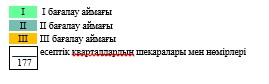 I I бағалау аймағы
II II бағалау аймағы
III III бағалау аймағы
есептік кварталдардың шекаралары мен нөмірлері
177